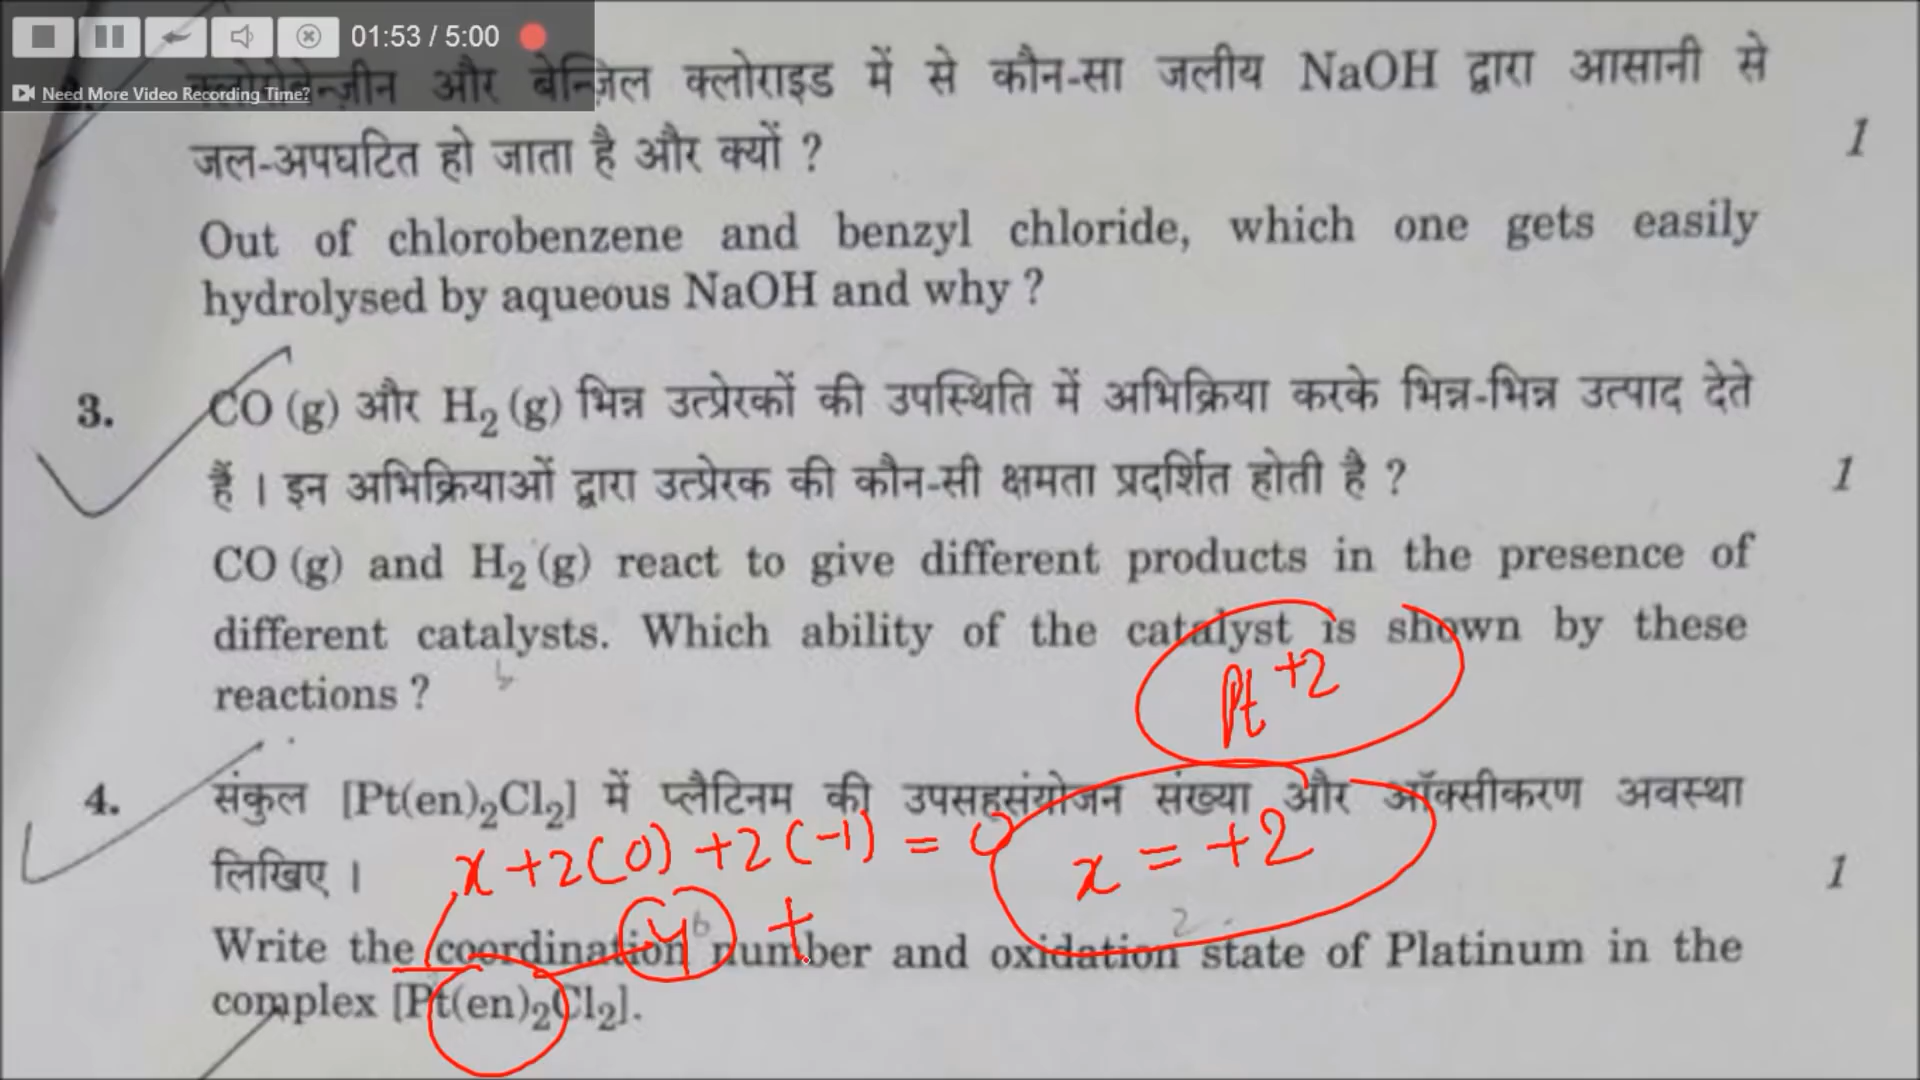 01:53 / 5:00
Need More Video Recording Time?
और बेन्ज़िल क्लोराइड में से कौन-सा जलीय NaOH द्वारा आसानी से
जल-अपघटित हो जाता है और क्यों ?
1
Out of chlorobenzene and benzyl chloride, which one gets easily
hydrolysed by aqueous NaOH and why ?
3. CO (g) और H₂ (g) भिन्न उत्प्रेरकों की उपस्थिति में अभिक्रिया करके भिन्न-भिन्न उत्पाद देते
हैं । इन अभिक्रियाओं द्वारा उत्प्रेरक की कौन-सी क्षमता प्रदर्शित होती है ?
1
CO (g) and H₂ (g) react to give different products in the presence of
different catalysts. Which ability of the catalyst is shown by these
reactions ?
Pt +2
4. संकुल [Pt(en)₂Cl₂] में प्लैटिनम की उपसहसंयोजन संख्या और ऑक्सीकरण अवस्था
लिखिए ।
1
x + 2(0) + 2(-1) = 0
x = +2
4 +
6
2
Write the coordination number and oxidation state of Platinum in the
complex [Pt(en)₂Cl₂].